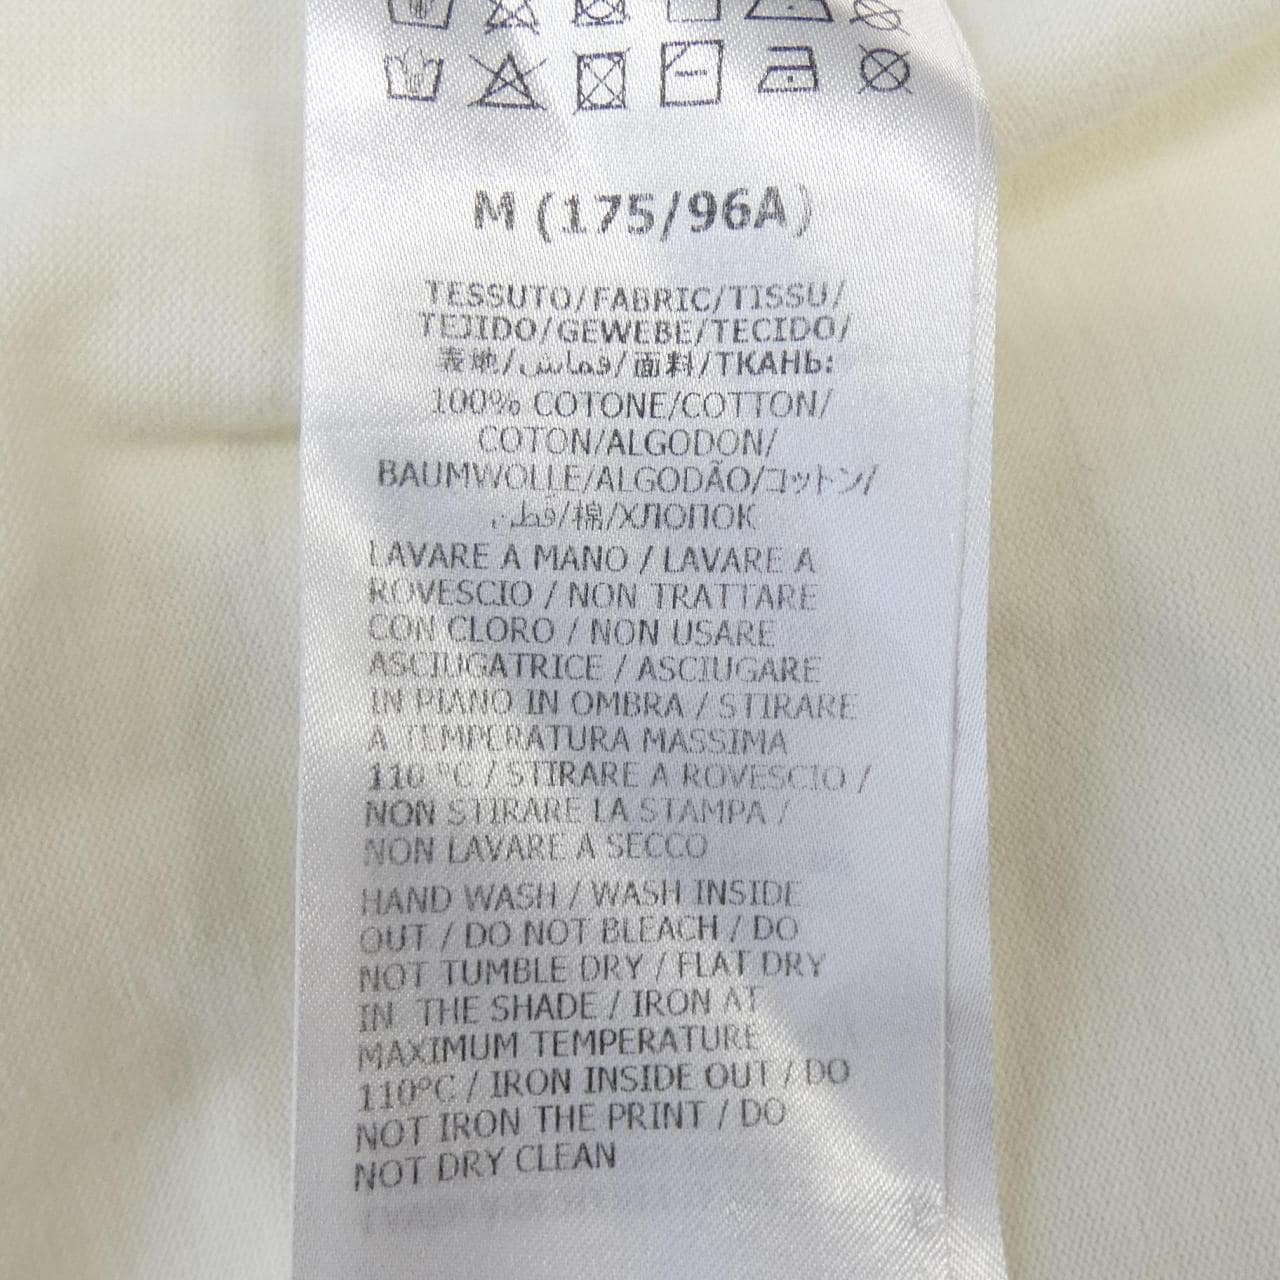 M (175/96A)
TESSUTO/FABRIC/TISSU/
TEJIDO/GEWEBE/TECIDO/
表地/قماش/面料/ТКАНЬ:
100% COTONE/COTTON/
COTON/ALGODON/
BAUMWOLLE/ALGODÃO/コットン/
قطن/棉/ХЛОПОК
LAVARE A MANO / LAVARE A
ROVESCIO / NON TRATTARE
CON CLORO / NON USARE
ASCIUGATRICE / ASCIUGARE
IN PIANO IN OMBRA / STIRARE
A TEMPERATURA MASSIMA
110 °C / STIRARE A ROVESCIO /
NON STIRARE LA STAMPA /
NON LAVARE A SECCO
HAND WASH / WASH INSIDE
OUT / DO NOT BLEACH / DO
NOT TUMBLE DRY / FLAT DRY
IN THE SHADE / IRON AT
MAXIMUM TEMPERATURE
110°C / IRON INSIDE OUT / DO
NOT IRON THE PRINT / DO
NOT DRY CLEAN